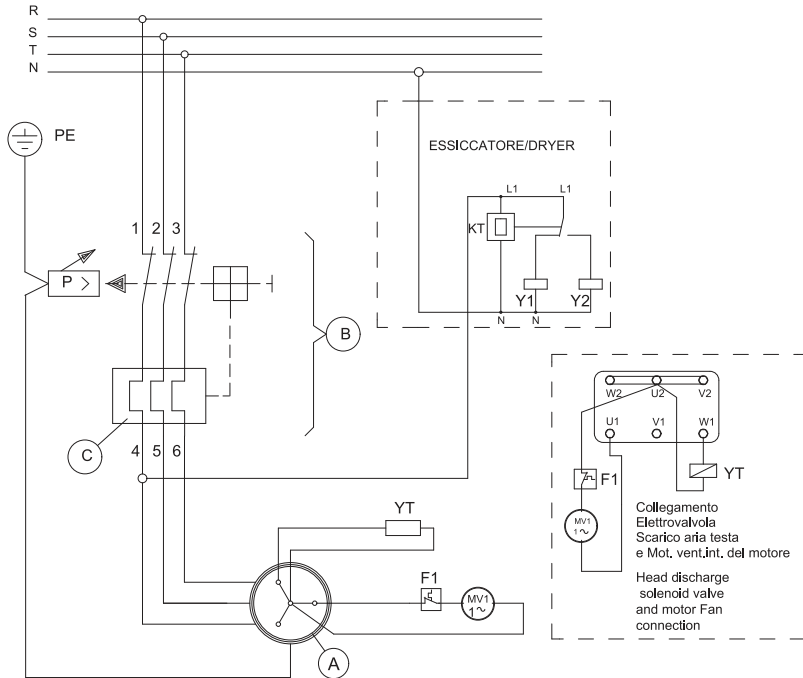 R
S
T
N
PE
ESSICCATORE/DRYER
L1 L1
KT
Y1 Y2
N N
1 2 3
P >
B
C
4 5 6
W2 U2 V2
U1 V1 W1
F1
YT
MV1
1~
Collegamento
Elettrovalvola
Scarico aria testa
e Mot. vent.int. del motore
Head discharge
solenoid valve
and motor Fan
connection
YT
F1
MV1
1~
A